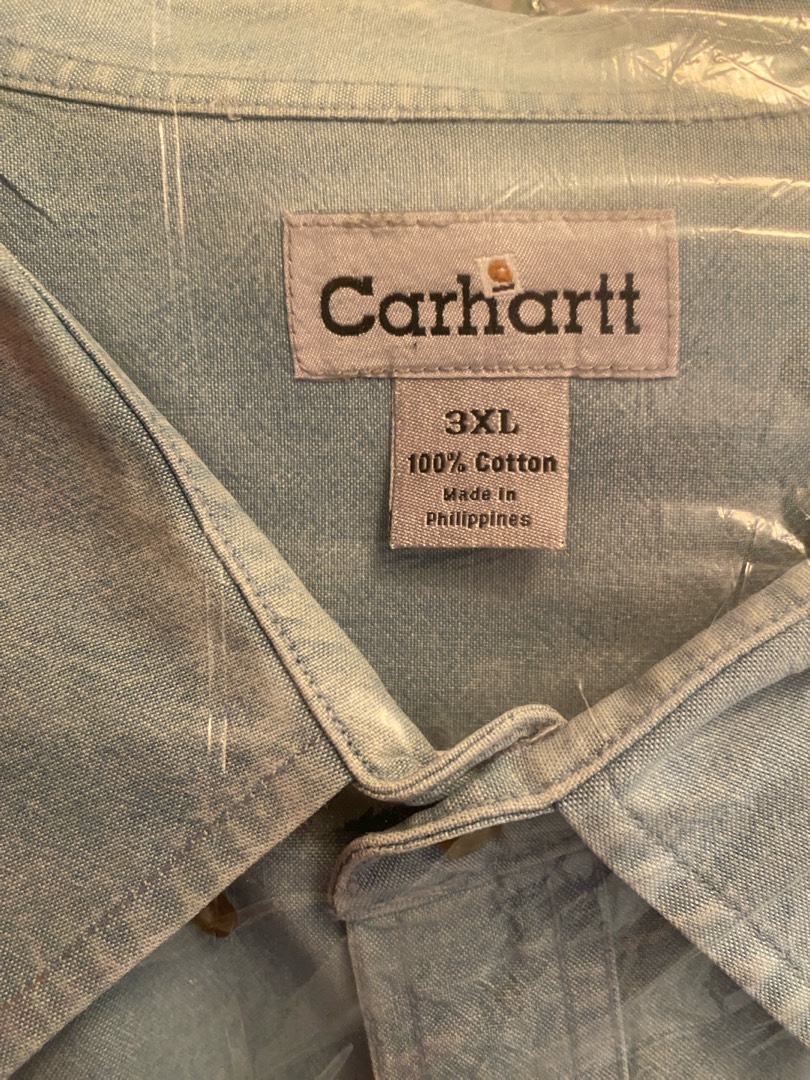 Carhartt
3XL
100% Cotton
Made in
Philippines